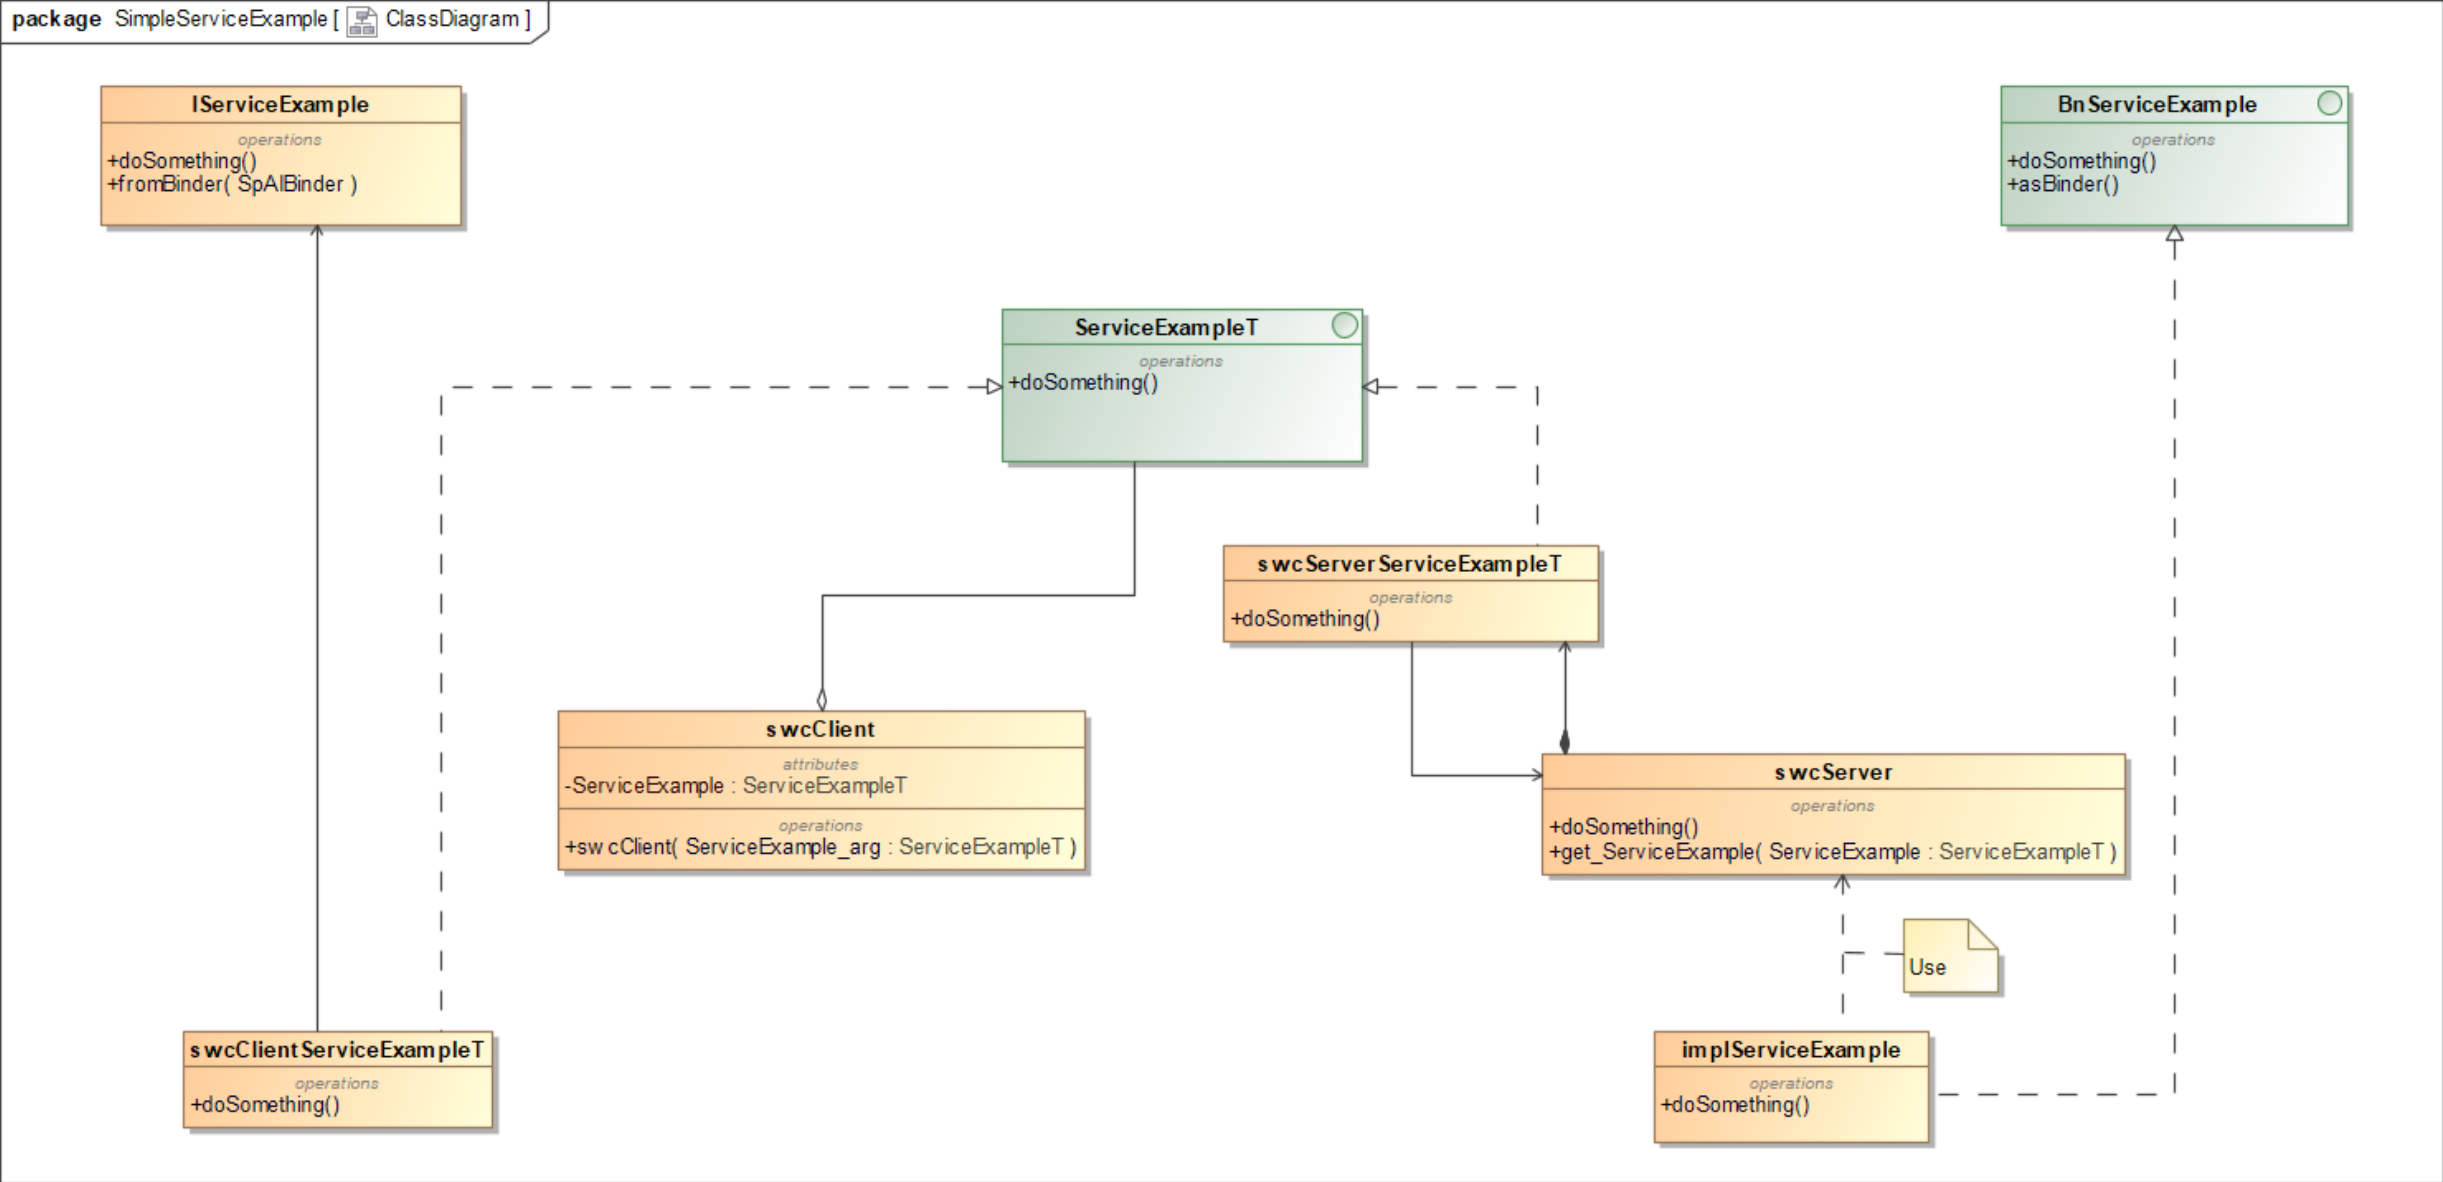 package SimpleServiceExample [ ClassDiagram ]
IServiceExample
operations
+doSomething()
+fromBinder( SpAIBinder )
BnServiceExample
operations
+doSomething()
+asBinder()
ServiceExampleT
operations
+doSomething()
swcServerServiceExampleT
operations
+doSomething()
swcClient
attributes
-ServiceExample : ServiceExampleT
operations
+swcClient( ServiceExample_arg : ServiceExampleT )
swcServer
operations
+doSomething()
+get_ServiceExample( ServiceExample : ServiceExampleT )
Use
swcClientServiceExampleT
operations
+doSomething()
implServiceExample
operations
+doSomething()